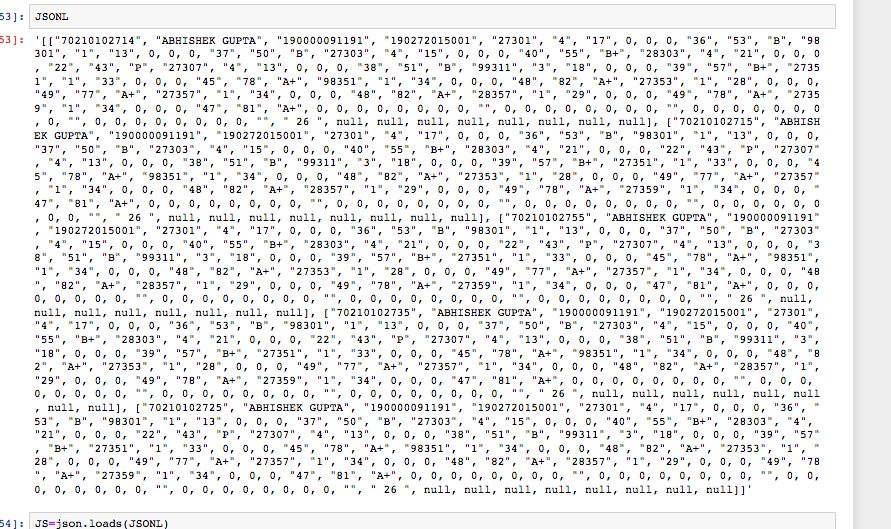 53]: JSONL
53]: '[["70210102714", "ABHISHEK GUPTA", "190000091191", "190272015001", "27301", "4", "17", 0, 0, 0, "36", "53", "B", "98
301", "1", "13", 0, 0, 0, "37", "50", "B", "27303", "4", "15", 0, 0, 0, "40", "55", "B+", "28303", "4", "21", 0, 0, 0
, "22", "43", "P", "27307", "4", "13", 0, 0, 0, "38", "51", "B", "99311", "3", "18", 0, 0, 0, "39", "57", "B+", "2735
1", "1", "33", 0, 0, 0, "45", "78", "A+", "98351", "1", "34", 0, 0, 0, "48", "82", "A+", "27353", "1", "28", 0, 0, 0,
"49", "77", "A+", "27357", "1", "34", 0, 0, 0, "48", "82", "A+", "28357", "1", "29", 0, 0, 0, "49", "78", "A+", "2735
9", "1", "34", 0, 0, 0, "47", "81", "A+", 0, 0, 0, 0, 0, 0, 0, 0, "", 0, 0, 0, 0, 0, 0, 0, 0, "", 0, 0, 0, 0, 0, 0, 0
, 0, "", 0, 0, 0, 0, 0, 0, 0, 0, "", " 26 ", null, null, null, null, null, null, null, null], ["70210102715", "ABHISH
EK GUPTA", "190000091191", "190272015001", "27301", "4", "17", 0, 0, 0, "36", "53", "B", "98301", "1", "13", 0, 0, 0,
"37", "50", "B", "27303", "4", "15", 0, 0, 0, "40", "55", "B+", "28303", "4", "21", 0, 0, 0, "22", "43", "P", "27307"
, "4", "13", 0, 0, 0, "38", "51", "B", "99311", "3", "18", 0, 0, 0, "39", "57", "B+", "27351", "1", "33", 0, 0, 0, "4
5", "78", "A+", "98351", "1", "34", 0, 0, 0, "48", "82", "A+", "27353", "1", "28", 0, 0, 0, "49", "77", "A+", "27357"
, "1", "34", 0, 0, 0, "48", "82", "A+", "28357", "1", "29", 0, 0, 0, "49", "78", "A+", "27359", "1", "34", 0, 0, 0, "
47", "81", "A+", 0, 0, 0, 0, 0, 0, 0, 0, "", 0, 0, 0, 0, 0, 0, 0, 0, "", 0, 0, 0, 0, 0, 0, 0, 0, "", 0, 0, 0, 0, 0, 0
, 0, 0, "", " 26 ", null, null, null, null, null, null, null, null], ["70210102755", "ABHISHEK GUPTA", "190000091191"
, "190272015001", "27301", "4", "17", 0, 0, 0, "36", "53", "B", "98301", "1", "13", 0, 0, 0, "37", "50", "B", "27303"
, "4", "15", 0, 0, 0, "40", "55", "B+", "28303", "4", "21", 0, 0, 0, "22", "43", "P", "27307", "4", "13", 0, 0, 0, "3
8", "51", "B", "99311", "3", "18", 0, 0, 0, "39", "57", "B+", "27351", "1", "33", 0, 0, 0, "45", "78", "A+", "98351",
"1", "34", 0, 0, 0, "48", "82", "A+", "27353", "1", "28", 0, 0, 0, "49", "77", "A+", "27357", "1", "34", 0, 0, 0, "48
", "82", "A+", "28357", "1", "29", 0, 0, 0, "49", "78", "A+", "27359", "1", "34", 0, 0, 0, "47", "81", "A+", 0, 0, 0,
0, 0, 0, 0, 0, "", 0, 0, 0, 0, 0, 0, 0, 0, "", 0, 0, 0, 0, 0, 0, 0, 0, "", 0, 0, 0, 0, 0, 0, 0, 0, "", " 26 ", null,
null, null, null, null, null, null, null], ["70210102735", "ABHISHEK GUPTA", "190000091191", "190272015001", "27301",
"4", "17", 0, 0, 0, "36", "53", "B", "98301", "1", "13", 0, 0, 0, "37", "50", "B", "27303", "4", "15", 0, 0, 0, "40",
"55", "B+", "28303", "4", "21", 0, 0, 0, "22", "43", "P", "27307", "4", "13", 0, 0, 0, "38", "51", "B", "99311", "3",
"18", 0, 0, 0, "39", "57", "B+", "27351", "1", "33", 0, 0, 0, "45", "78", "A+", "98351", "1", "34", 0, 0, 0, "48", "8
2", "A+", "27353", "1", "28", 0, 0, 0, "49", "77", "A+", "27357", "1", "34", 0, 0, 0, "48", "82", "A+", "28357", "1",
"29", 0, 0, 0, "49", "78", "A+", "27359", "1", "34", 0, 0, 0, "47", "81", "A+", 0, 0, 0, 0, 0, 0, 0, 0, "", 0, 0, 0,
0, 0, 0, 0, 0, "", 0, 0, 0, 0, 0, 0, 0, 0, "", 0, 0, 0, 0, 0, 0, 0, 0, "", " 26 ", null, null, null, null, null, null
, null, null], ["70210102725", "ABHISHEK GUPTA", "190000091191", "190272015001", "27301", "4", "17", 0, 0, 0, "36", "
53", "B", "98301", "1", "13", 0, 0, 0, "37", "50", "B", "27303", "4", "15", 0, 0, 0, "40", "55", "B+", "28303", "4",
"21", 0, 0, 0, "22", "43", "P", "27307", "4", "13", 0, 0, 0, "38", "51", "B", "99311", "3", "18", 0, 0, 0, "39", "57"
, "B+", "27351", "1", "33", 0, 0, 0, "45", "78", "A+", "98351", "1", "34", 0, 0, 0, "48", "82", "A+", "27353", "1", "
28", 0, 0, 0, "49", "77", "A+", "27357", "1", "34", 0, 0, 0, "48", "82", "A+", "28357", "1", "29", 0, 0, 0, "49", "78
", "A+", "27359", "1", "34", 0, 0, 0, "47", "81", "A+", 0, 0, 0, 0, 0, 0, 0, 0, "", 0, 0, 0, 0, 0, 0, 0, 0, "", 0, 0,
0, 0, 0, 0, 0, 0, "", 0, 0, 0, 0, 0, 0, 0, 0, "", " 26 ", null, null, null, null, null, null, null, null]]'
54]: JS=json.loads(JSONL)